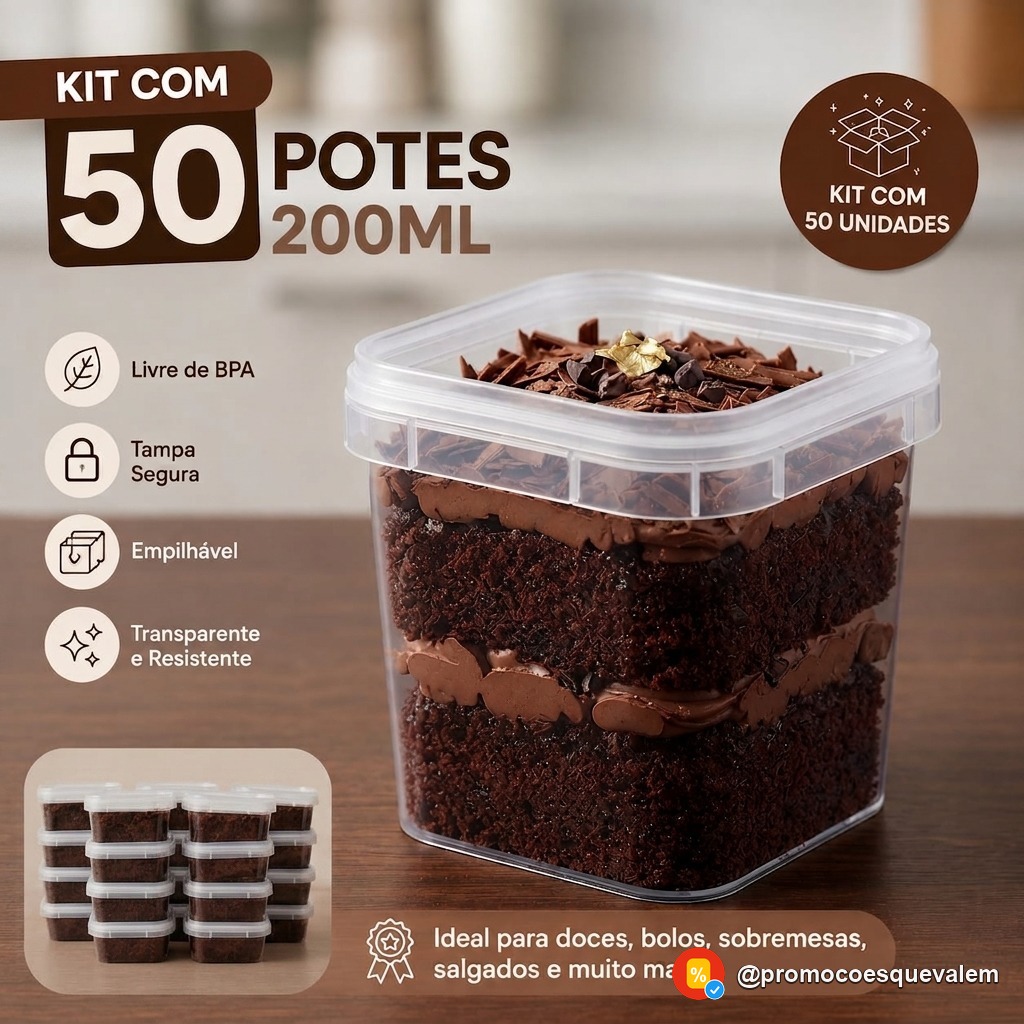 KIT COM
50
POTES
200ML
KIT COM
50 UNIDADES
Livre de BPA
Tampa
Segura
Empilhável
Transparente
e Resistente
Ideal para doces, bolos, sobremesas,
salgados e muito
%
@promocoesquevalem